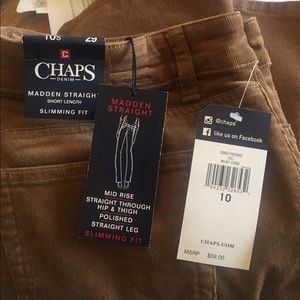 10S 29
C
CHAPS
DENIM
MADDEN STRAIGHT
SHORT LENGTH
SLIMMING FIT
MADDEN
STRAIGHT
MID RISE
STRAIGHT THROUGH
HIP & THIGH
POLISHED
STRAIGHT LEG
SLIMMING FIT
@chaps
f like us on Facebook
CC
10
CHAPS.COM
MSRP $59.00